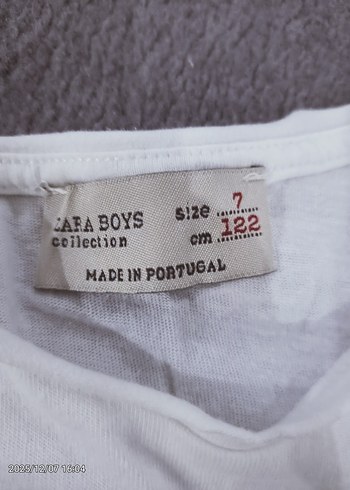 ZARA BOYS
collection
size 7
cm 122
MADE IN PORTUGAL
2025/12/07 16:04